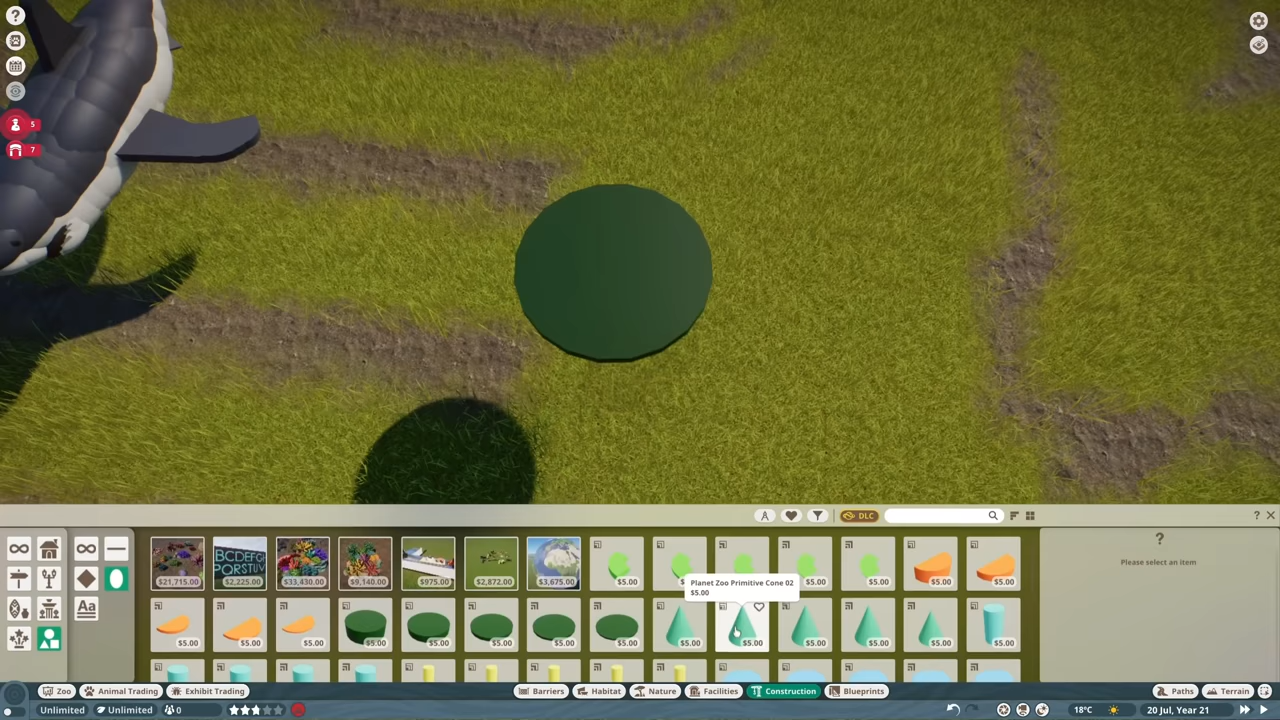 ?
5
7
DLC
? ×
$21,715.00
ABCDEFG
$2,225.00
$33,430.00
$9,140.00
$975.00
$2,872.00
$3,675.00
$5.00
$5.00
$5.00
$5.00
$5.00
Planet Zoo Primitive Cone 02
$5.00
?
Please select an item
Aa
$5.00
$5.00
$5.00
$5.00
$5.00
$5.00
$5.00
$5.00
$5.00
$5.00
$5.00
$5.00
$5.00
$5.00
Zoo
Animal Trading
Exhibit Trading
Barriers
Habitat
Nature
Facilities
Construction
Blueprints
Paths
Terrain
Unlimited
Unlimited
0
18°C
20 Jul, Year 21